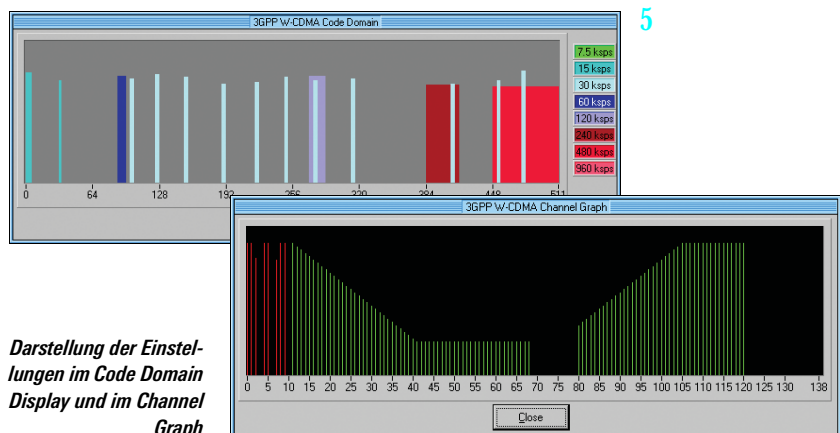 3GPP W-CDMA Code Domain
5
7.5 ksps
15 ksps
30 ksps
60 ksps
120 ksps
240 ksps
480 ksps
960 ksps
0 64 128 192 256 320 384 448 511
3GPP W-CDMA Channel Graph
0 5 10 15 20 25 30 35 40 45 50 55 60 65 70 75 80 85 90 95 100 105 110 115 120 125 130 138
Close
Darstellung der Einstel-
lungen im Code Domain
Display und im Channel
Graph